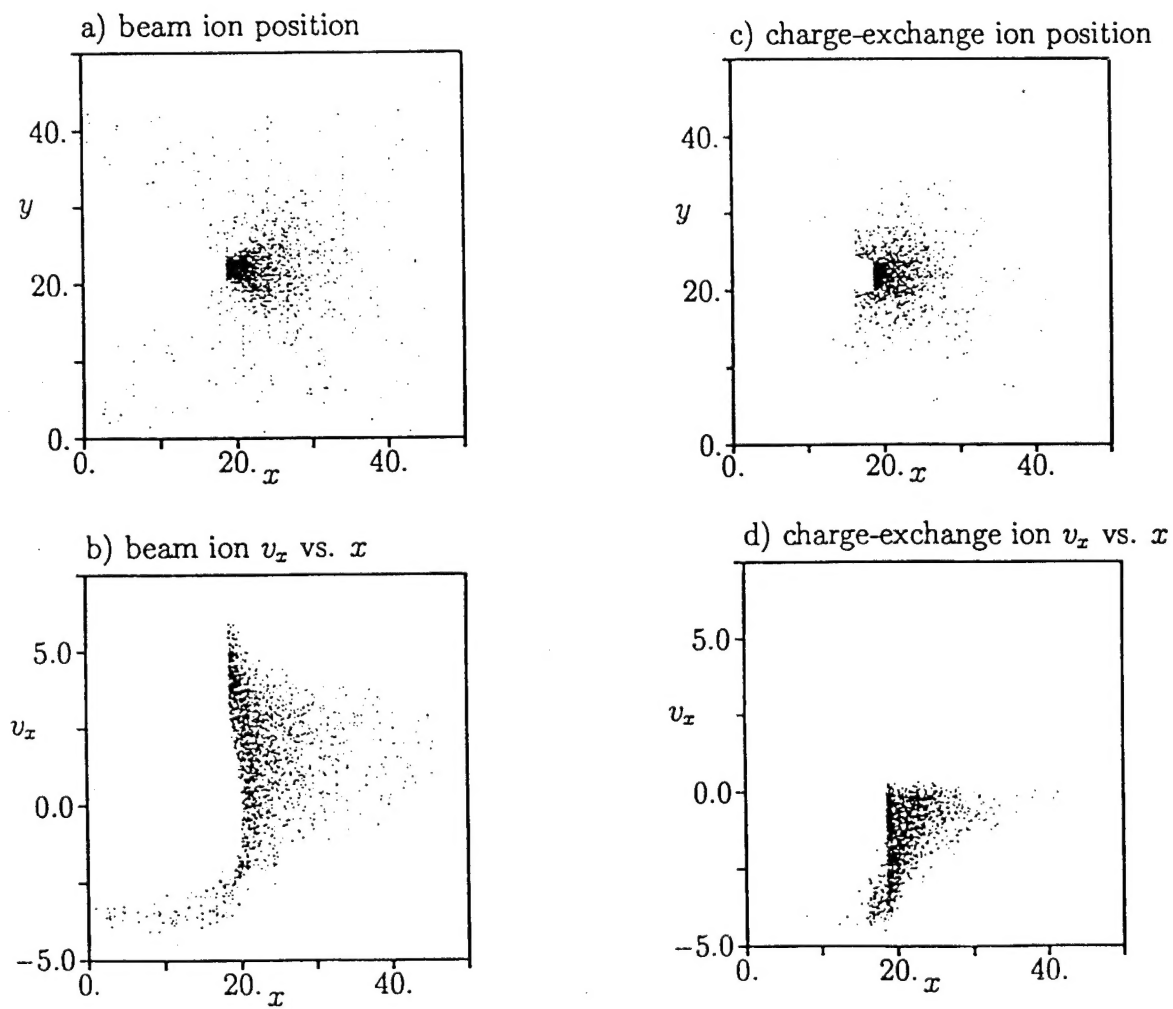 a) beam ion position
40.
y
20.
0.
0. 20. x 40.
c) charge-exchange ion position
40.
y
20.
0.
0. 20. x 40.
b) beam ion vx vs. x
5.0
vx
0.0
−5.0
0. 20. x 40.
d) charge-exchange ion vx vs. x
5.0
vx
0.0
−5.0
0. 20. x 40.